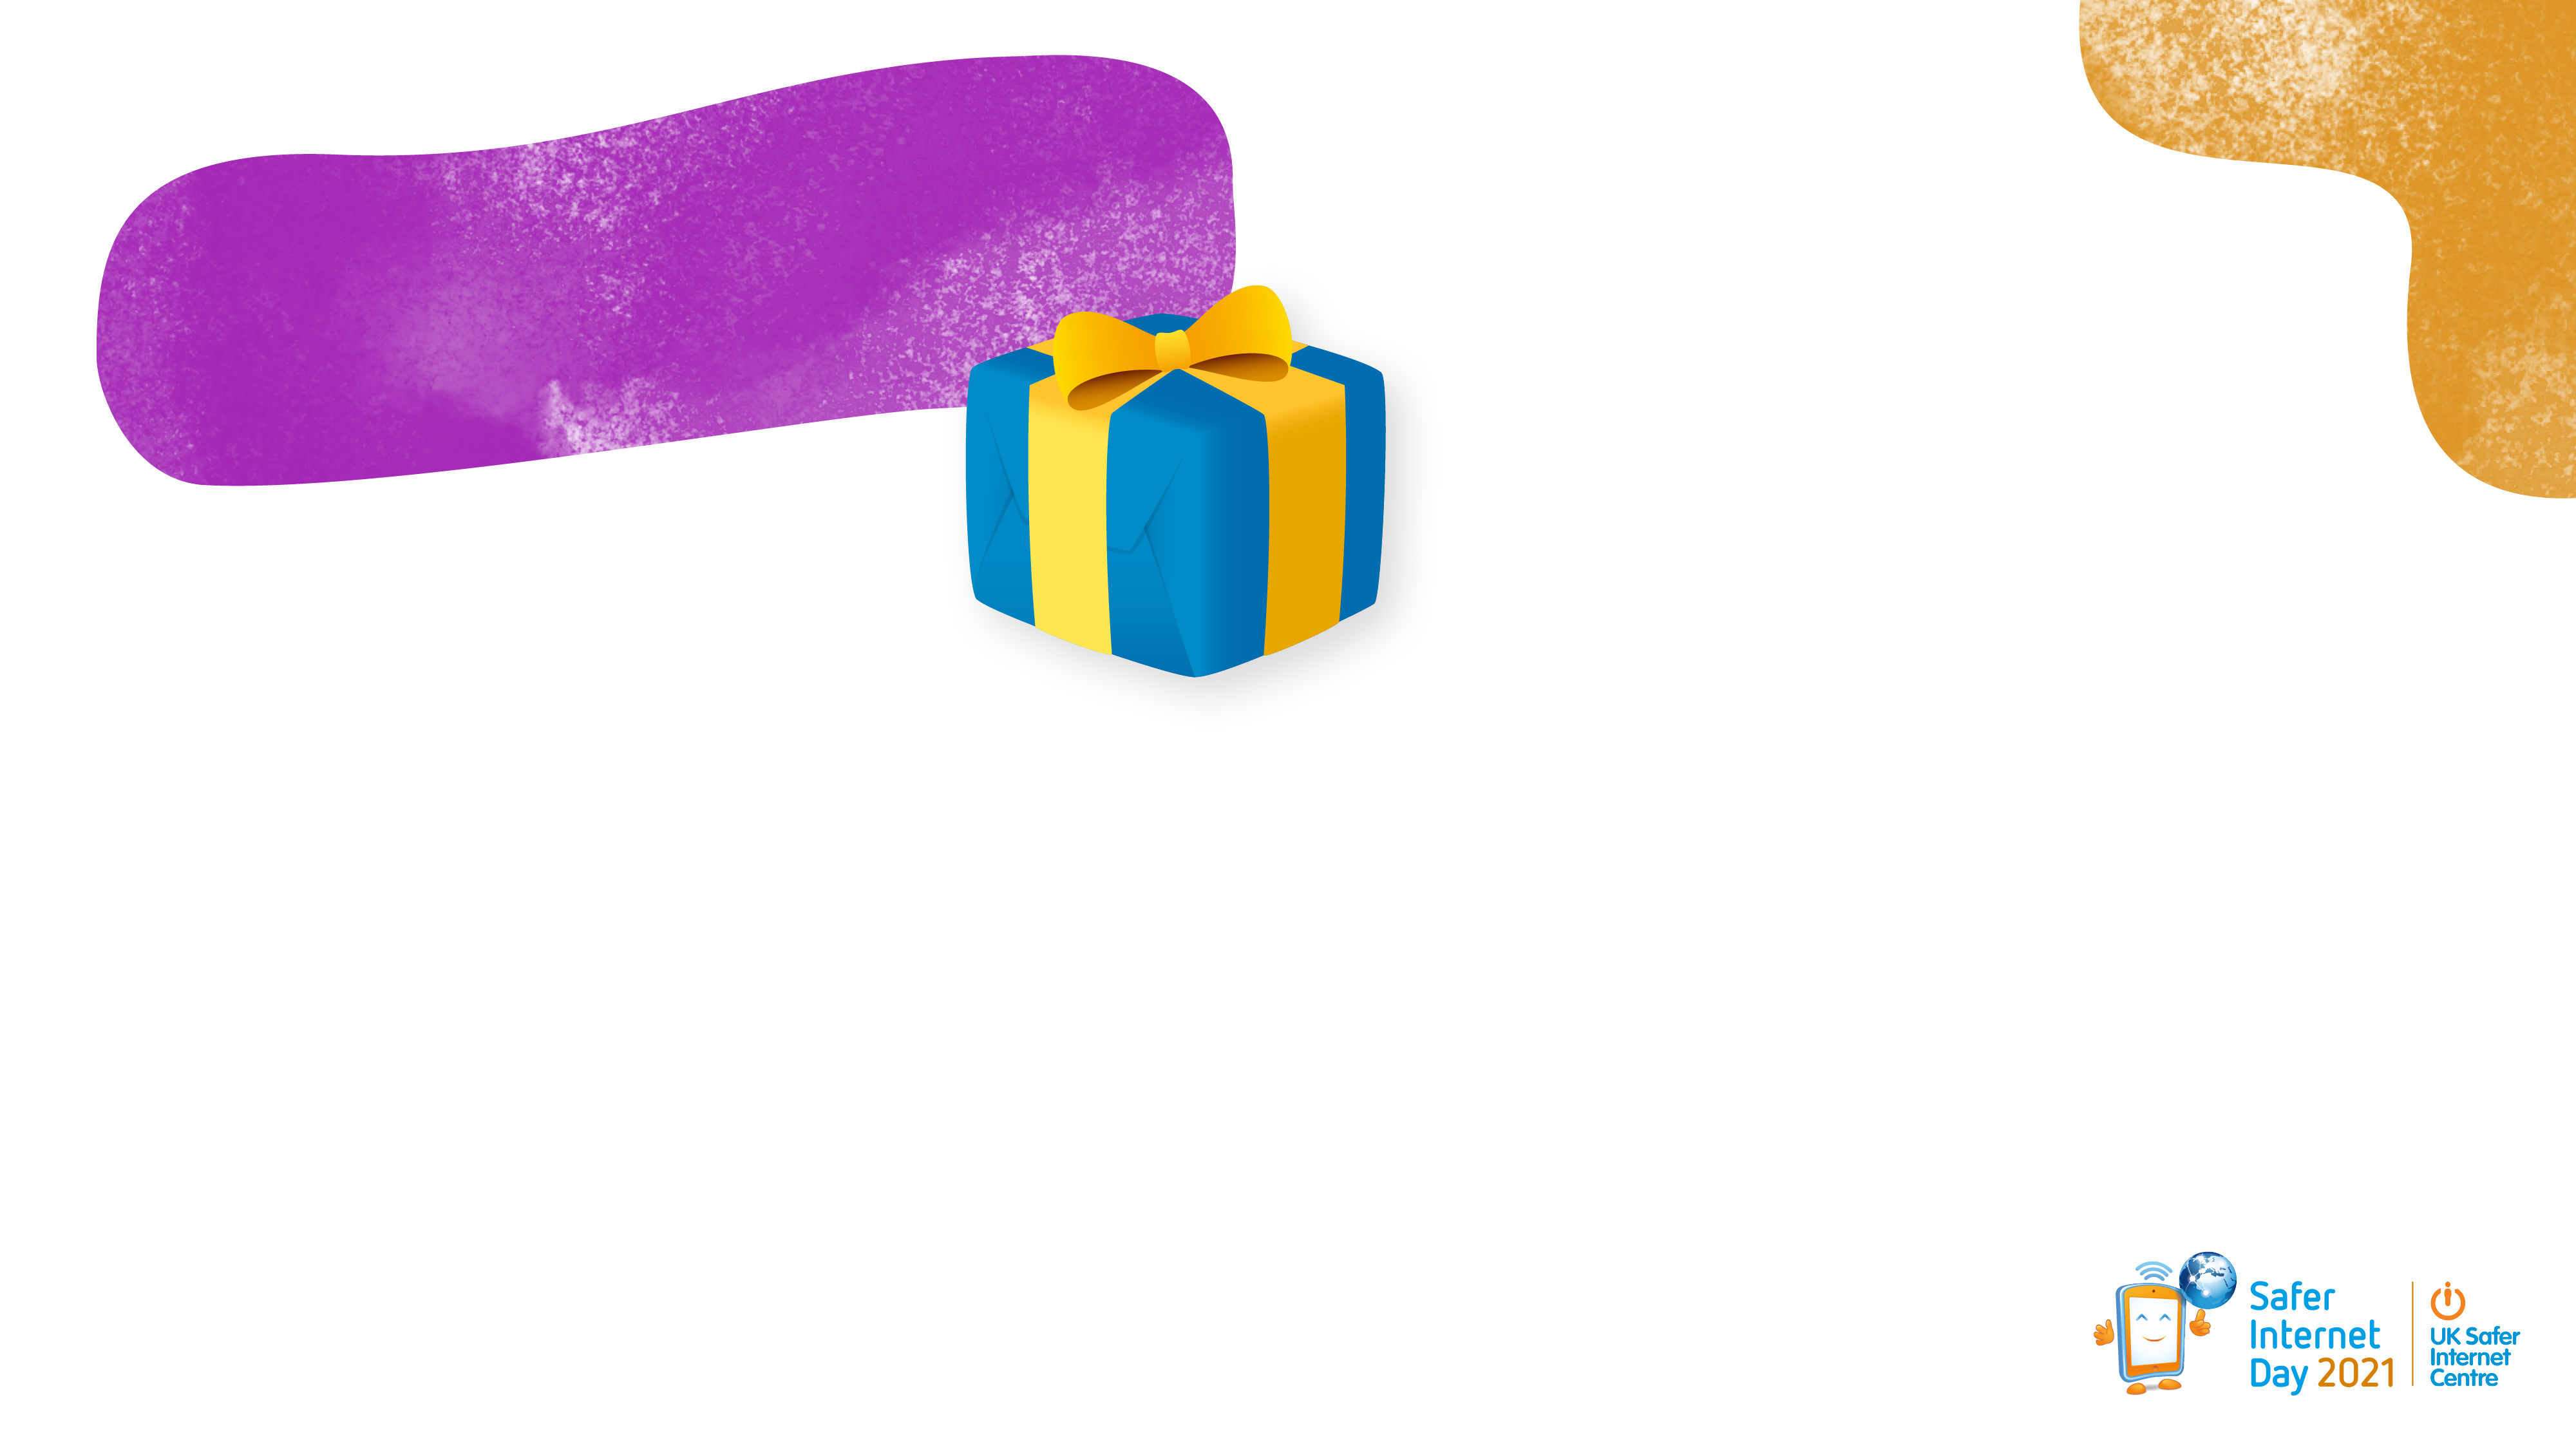 Safer
Internet
Day 2021
UK Safer
Internet
Centre